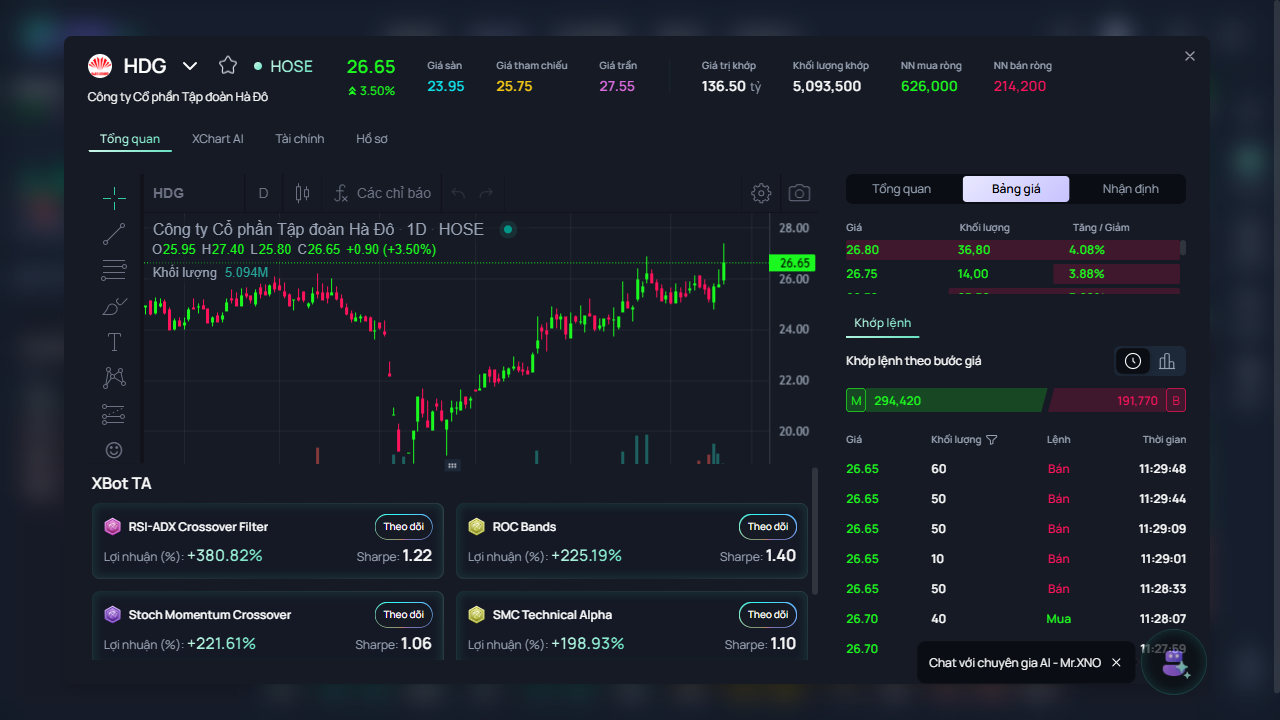 HDG
HOSE
26.65
3.50%
Giá sàn
23.95
Giá tham chiếu
25.75
Giá trần
27.55
Giá trị khớp
136.50 tỷ
Khối lượng khớp
5,093,500
NN mua ròng
626,000
NN bán ròng
214,200
Công ty Cổ phần Tập đoàn Hà Đô
Tổng quan XChart AI Tài chính Hồ sơ
HDG D Các chỉ báo
Công ty Cổ phần Tập đoàn Hà Đô · 1D · HOSE
O25.95 H27.40 L25.80 C26.65 +0.90 (+3.50%)
Khối lượng 5.094M
28.00
26.65
26.00
24.00
22.00
20.00
XBot TA
RSI-ADX Crossover Filter Theo dõi
Lợi nhuận (%): +380.82% Sharpe: 1.22
ROC Bands Theo dõi
Lợi nhuận (%): +225.19% Sharpe: 1.40
Stoch Momentum Crossover Theo dõi
Lợi nhuận (%): +221.61% Sharpe: 1.06
SMC Technical Alpha Theo dõi
Lợi nhuận (%): +198.93% Sharpe: 1.10
Tổng quan Bảng giá Nhận định
Giá Khối lượng Tăng / Giảm
26.80 36,80 4.08%
26.75 14,00 3.88%
Khớp lệnh
Khớp lệnh theo bước giá
M 294,420 191,770 B
Giá Khối lượng Lệnh Thời gian
26.65 60 Bán 11:29:48
26.65 50 Bán 11:29:44
26.65 50 Bán 11:29:09
26.65 10 Bán 11:29:01
26.65 50 Bán 11:28:33
26.70 40 Mua 11:28:07
26.70 11:27:59
Chat với chuyên gia AI - Mr.XNO